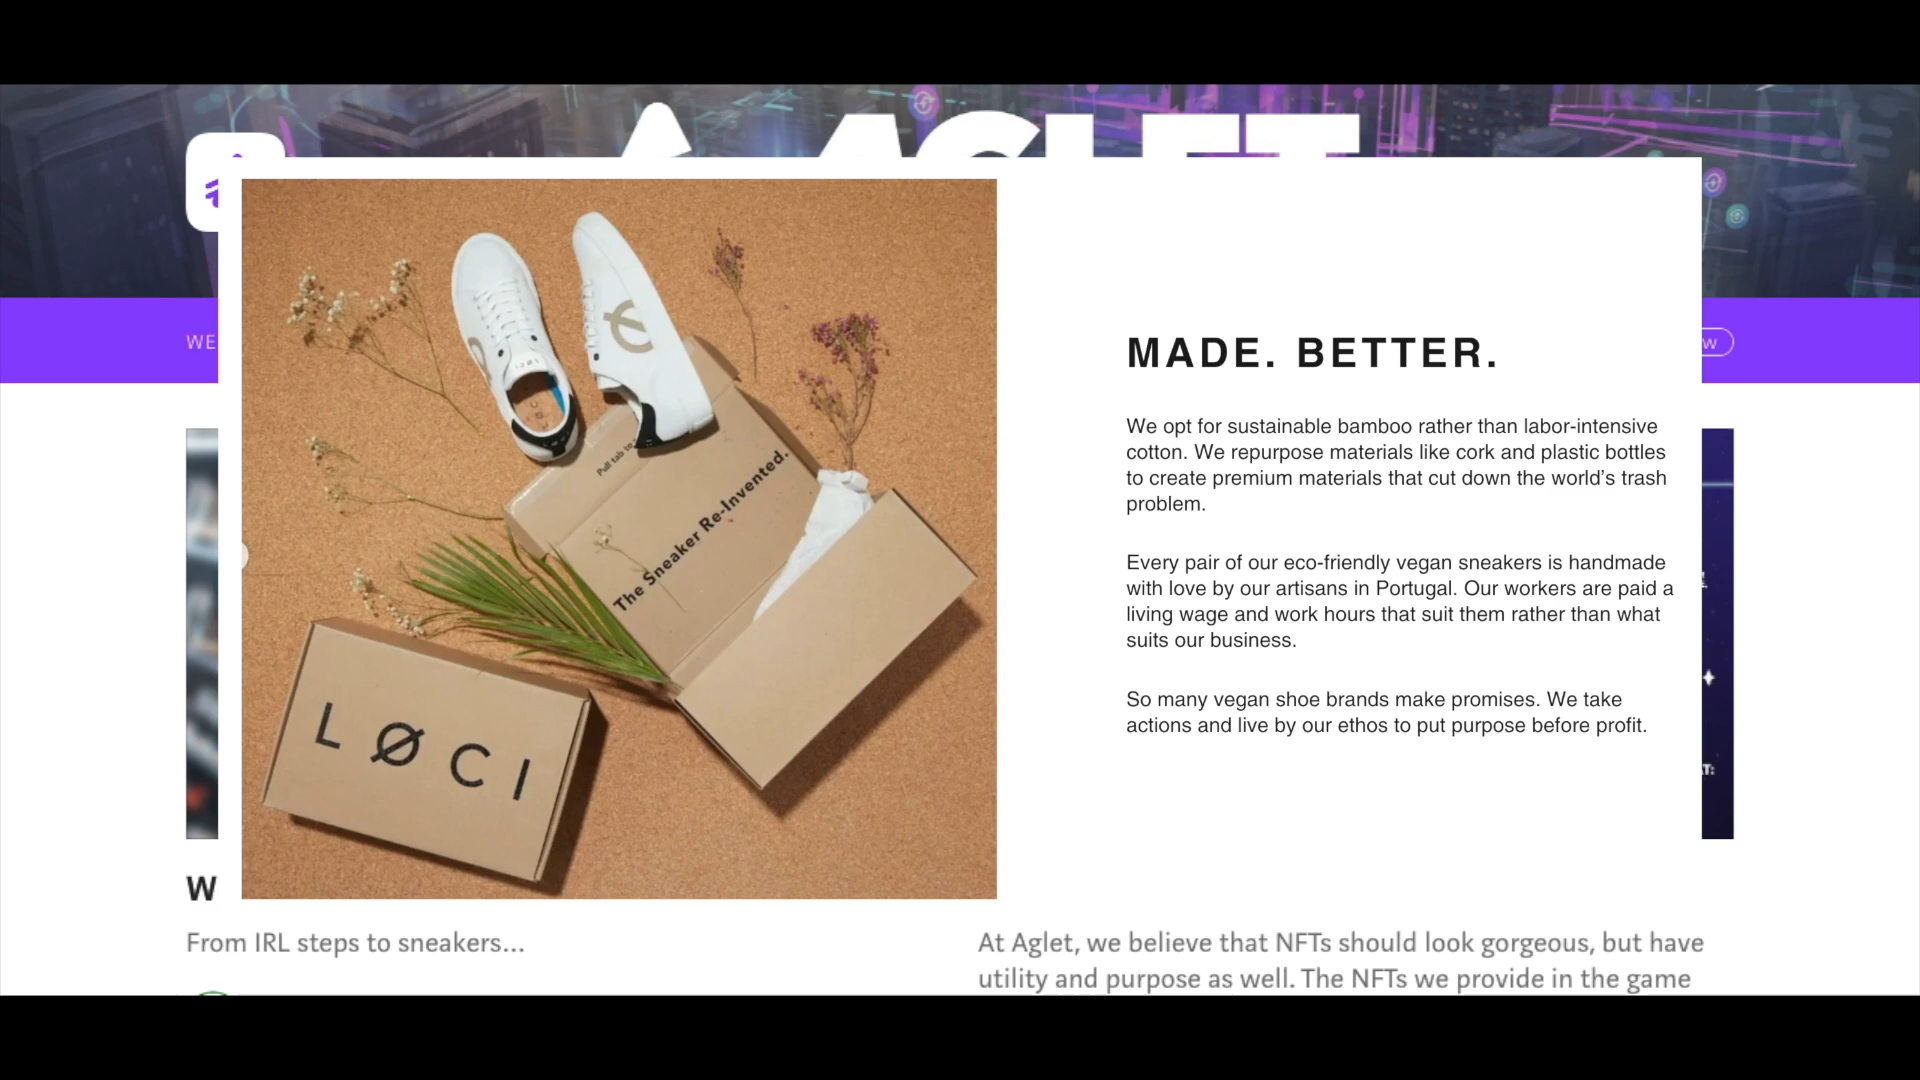 AGLET
WE
W
MADE. BETTER.
We opt for sustainable bamboo rather than labor-intensive
cotton. We repurpose materials like cork and plastic bottles
to create premium materials that cut down the world’s trash
problem.
Every pair of our eco-friendly vegan sneakers is handmade
with love by our artisans in Portugal. Our workers are paid a
living wage and work hours that suit them rather than what
suits our business.
So many vegan shoe brands make promises. We take
actions and live by our ethos to put purpose before profit.
LØCI
Pull tab to
The Sneaker Re-Invented.
LØCI
W
From IRL steps to sneakers...
At Aglet, we believe that NFTs should look gorgeous, but have
utility and purpose as well. The NFTs we provide in the game